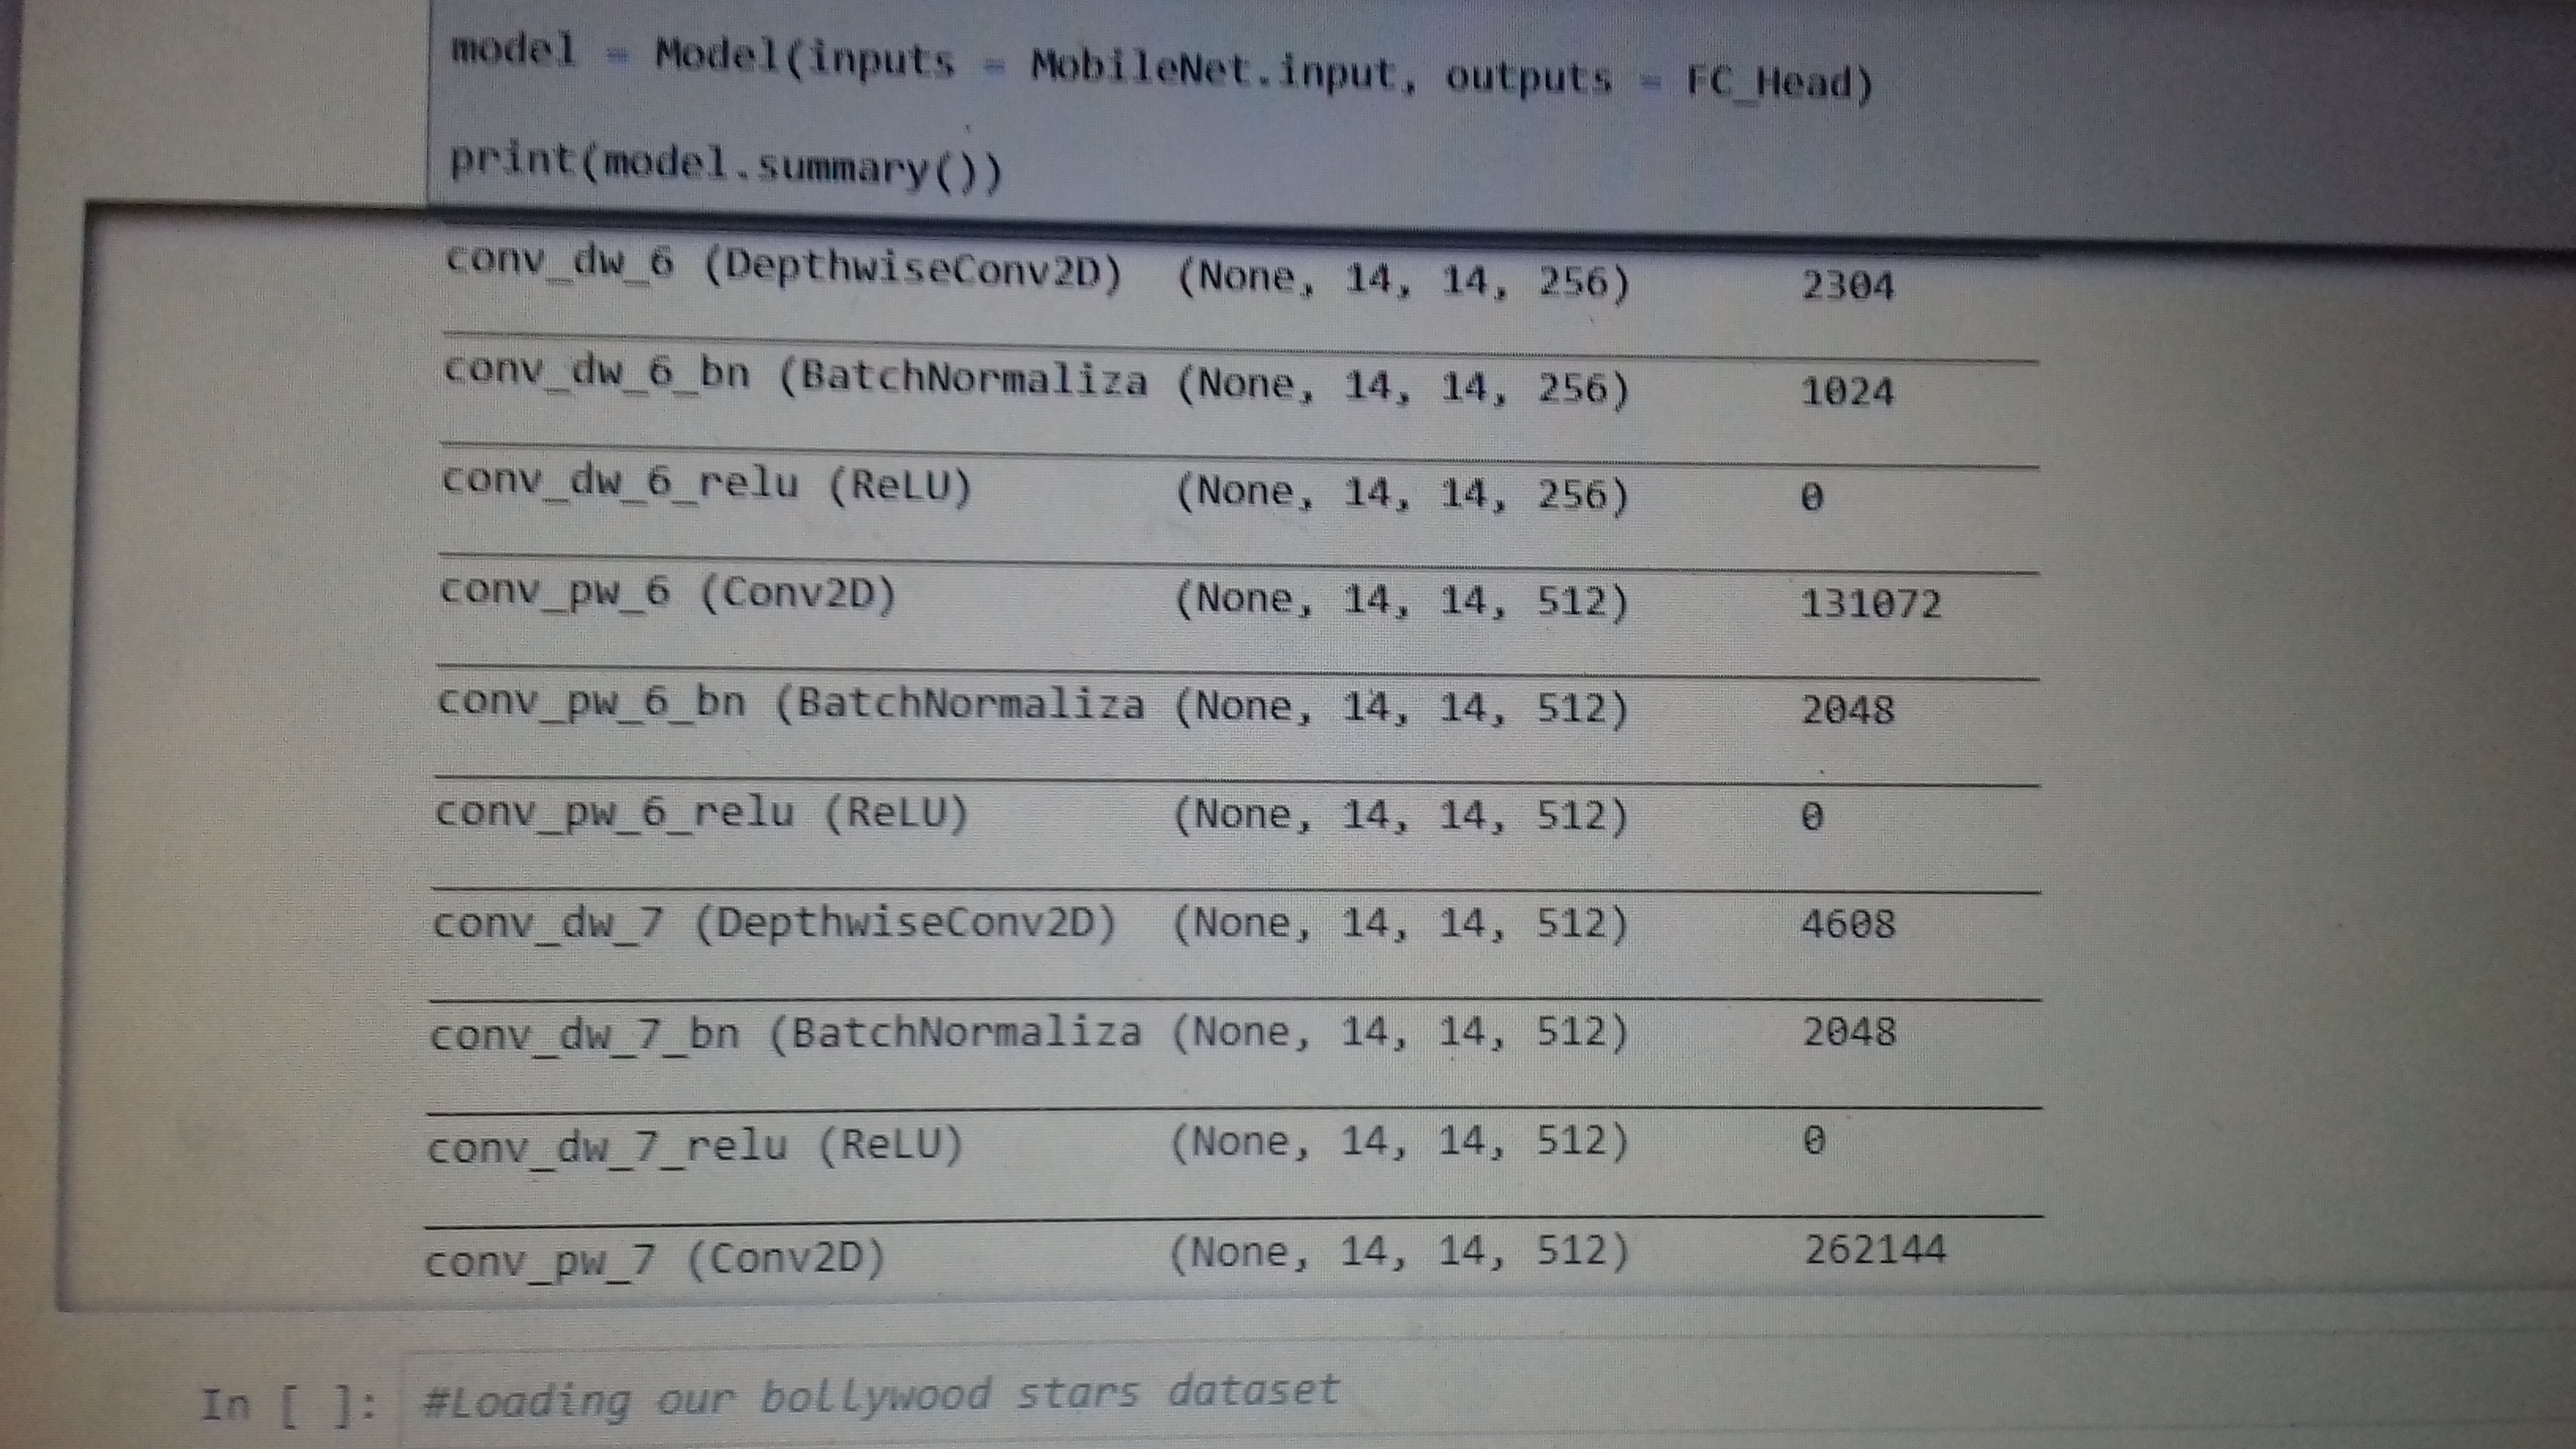 model = Model(inputs = MobileNet.input, outputs = FC_Head)
print(model.summary())
conv_dw_6 (DepthwiseConv2D) (None, 14, 14, 256) 2304
conv_dw_6_bn (BatchNormaliza (None, 14, 14, 256) 1024
conv_dw_6_relu (ReLU) (None, 14, 14, 256) 0
conv_pw_6 (Conv2D) (None, 14, 14, 512) 131072
conv_pw_6_bn (BatchNormaliza (None, 14, 14, 512) 2048
conv_pw_6_relu (ReLU) (None, 14, 14, 512) 0
conv_dw_7 (DepthwiseConv2D) (None, 14, 14, 512) 4608
conv_dw_7_bn (BatchNormaliza (None, 14, 14, 512) 2048
conv_dw_7_relu (ReLU) (None, 14, 14, 512) 0
conv_pw_7 (Conv2D) (None, 14, 14, 512) 262144
In [ ]: #Loading our bollywood stars dataset